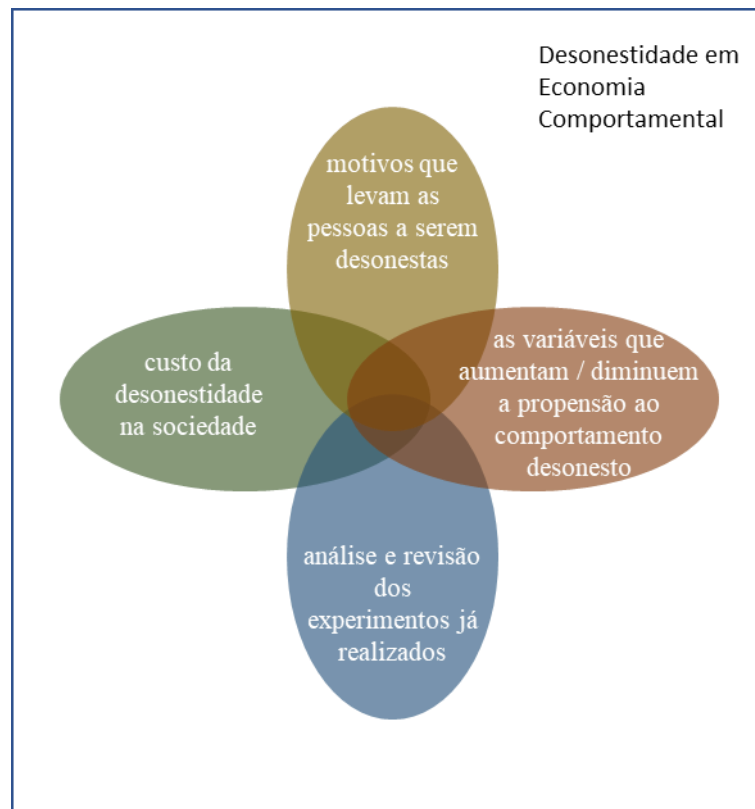 Desonestidade em
Economia
Comportamental
motivos que
levam as
pessoas a serem
desonestas
custo da
desonestidade
na sociedade
as variáveis que
aumentam / diminuem
a propensão ao
comportamento
desonesto
análise e revisão
dos
experimentos já
realizados